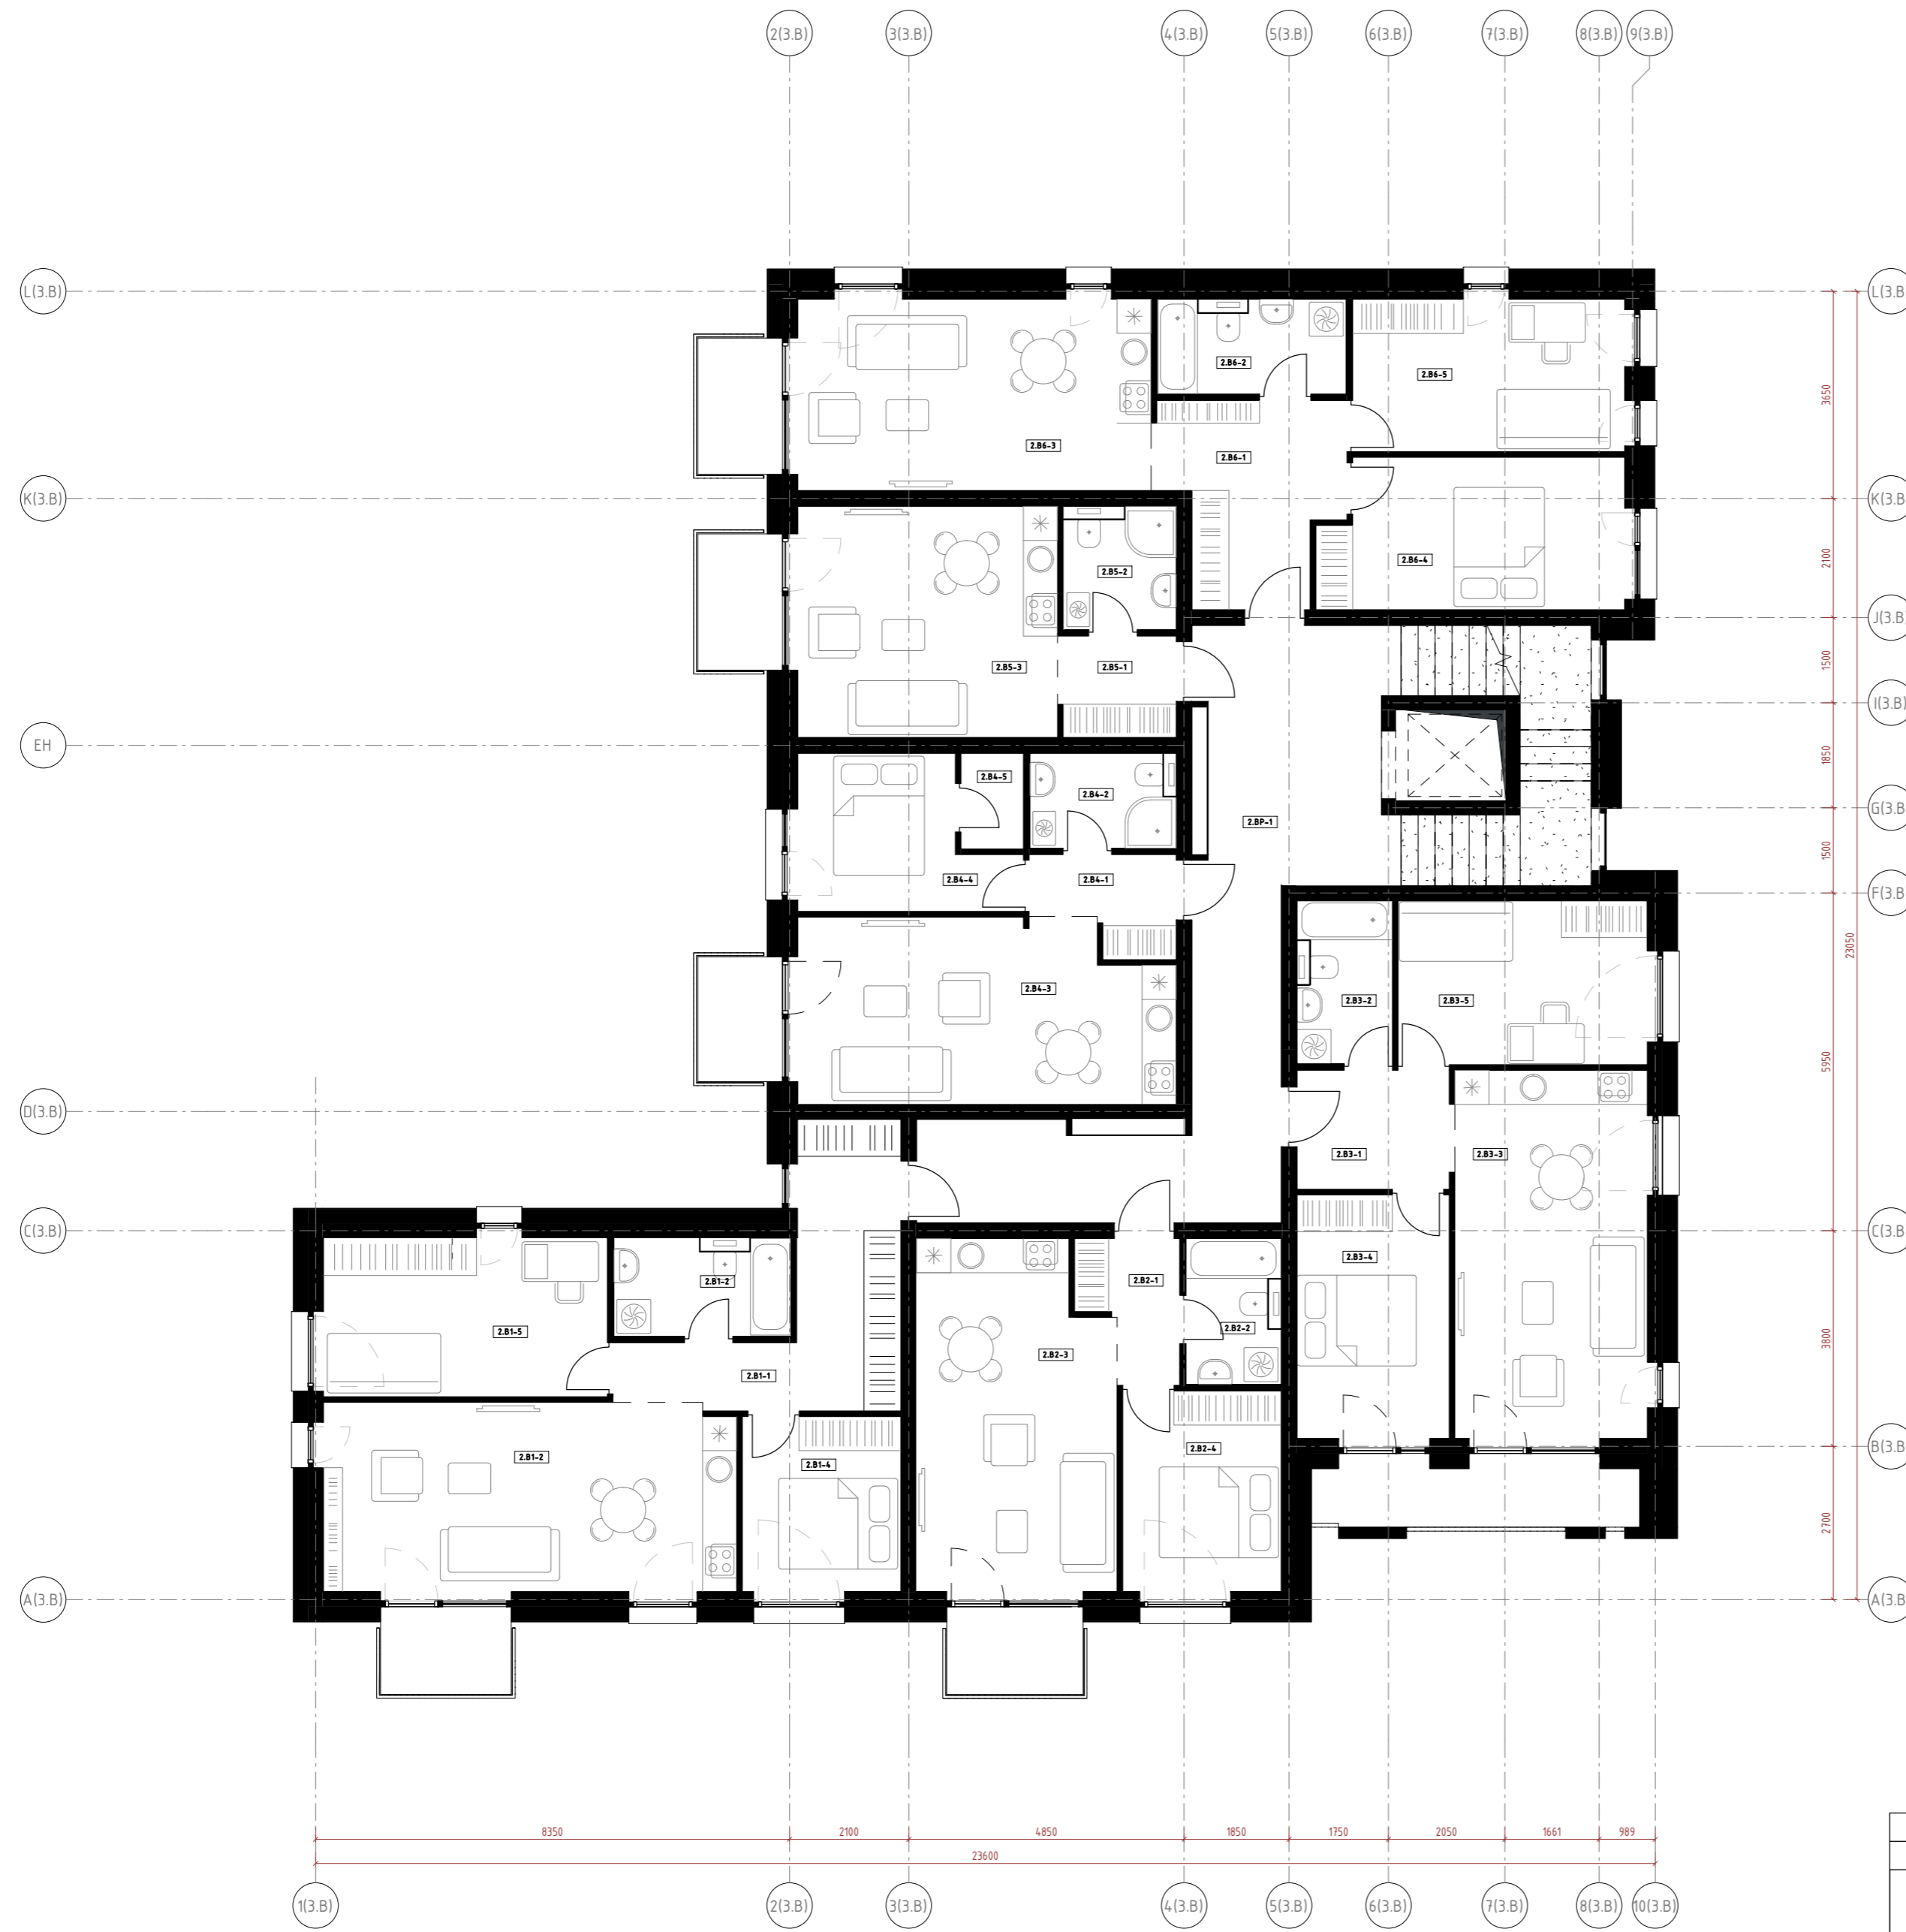 2(3.B) 3(3.B) 4(3.B) 5(3.B) 6(3.B) 7(3.B) 8(3.B) 9(3.B)
L(3.B) L(3.B
2.B6-2
2.B6-5
3650
2.B6-3
2.B6-1
K(3.B) K(3.B
2.B5-2
2.B6-4
2100
J(3.B)
2.B5-3 2.B5-1
1500
I(3.B)
EH
2.B4-5
2.B4-2
1850
2.BP-1
G(3.B
2.B4-4 2.B4-1
1500
F(3.B
23050
2.B4-3
2.B3-2 2.B3-5
5950
D(3.B)
2.B3-1 2.B3-3
C(3.B) C(3.B
2.B3-4
2.B1-2
2.B2-1
2.B1-5
2.B2-2
2.B2-3
3800
2.B1-1
2.B1-2
2.B1-4
2.B2-4
B(3.B
2700
A(3.B) A(3.B
8350 2100 4850 1850 1750 2050 1661 989
23600
1(3.B) 2(3.B) 3(3.B) 4(3.B) 5(3.B) 6(3.B) 7(3.B) 8(3.B) 10(3.B)